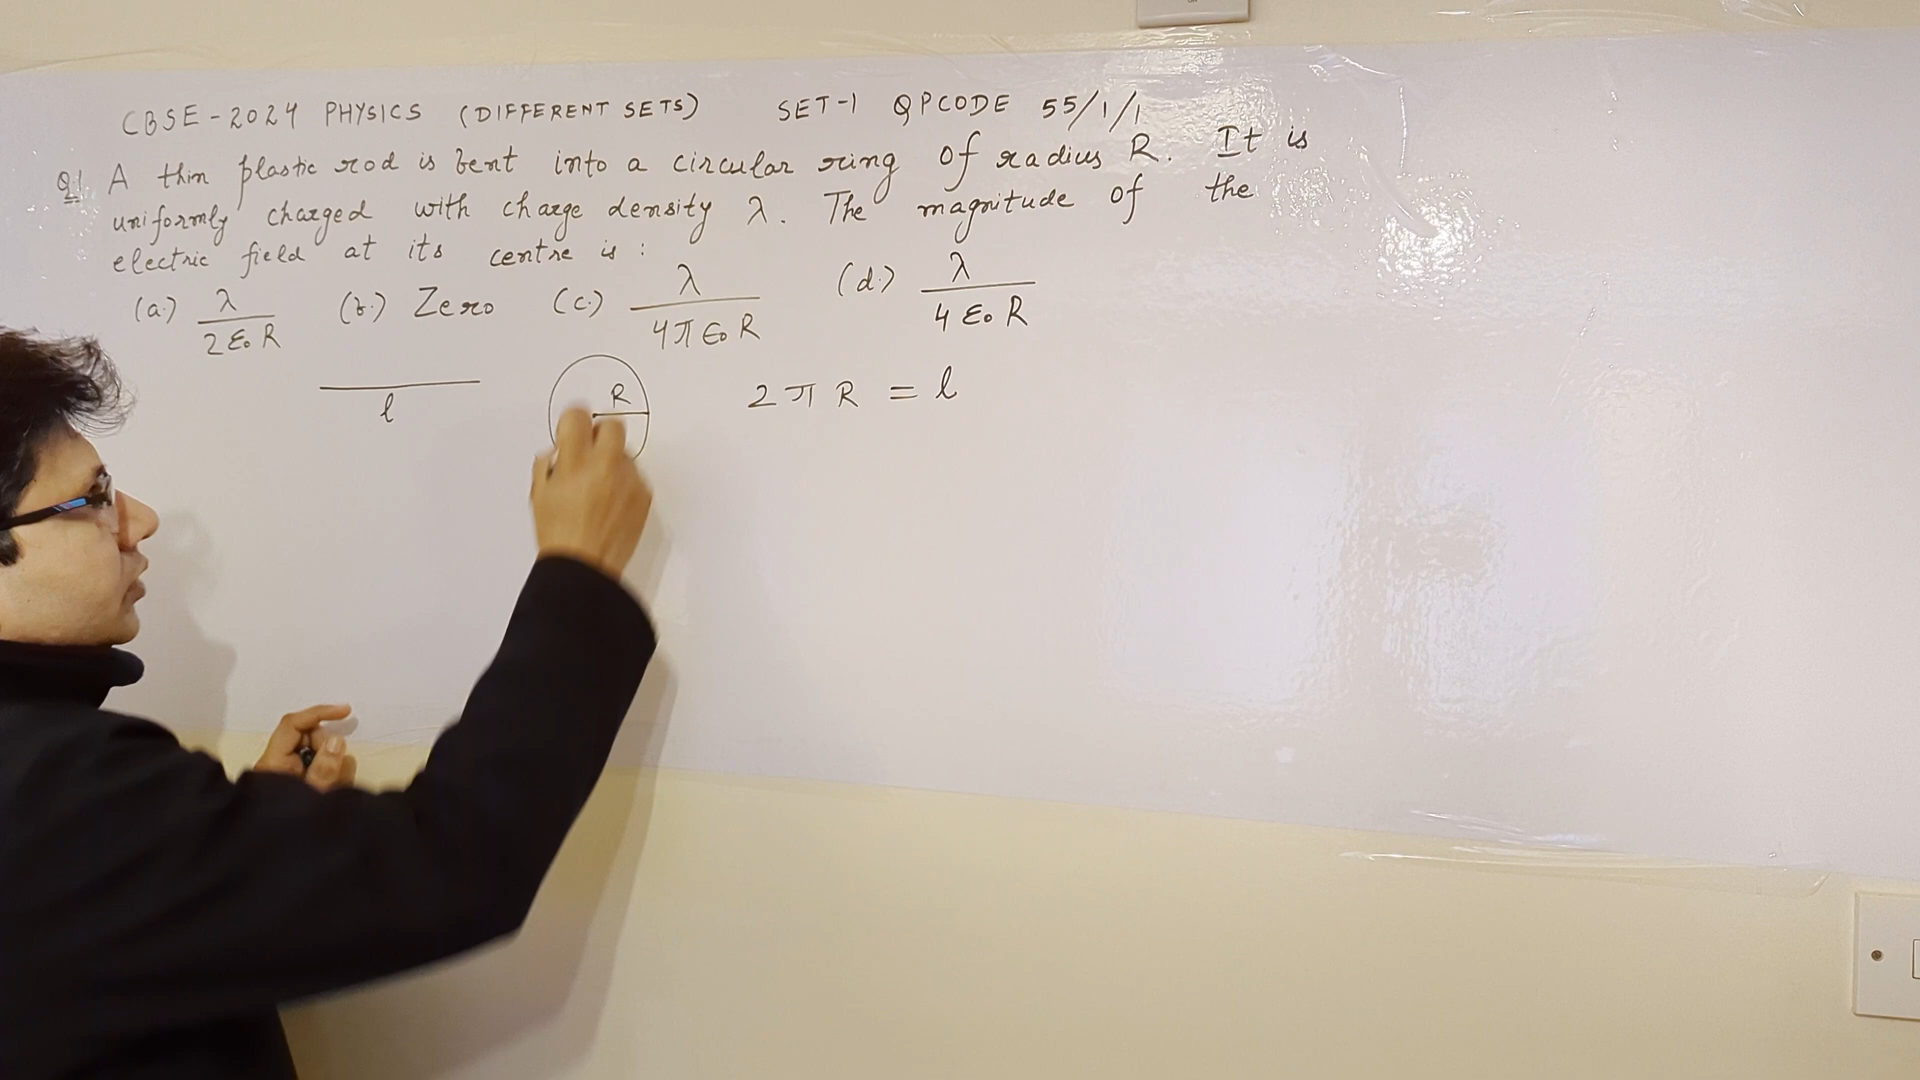 CBSE - 2024 PHYSICS (DIFFERENT SETS) SET-1 QPCODE 55/1/1
Q1. A thin plastic rod is bent into a circular ring of radius R. It is
uniformly charged with charge density λ. The magnitude of the
electric field at its centre is :
(a.) λ/2ε₀R (b.) Zero (c.) λ/4πε₀R (d.) λ/4ε₀R
l R 2πR = l